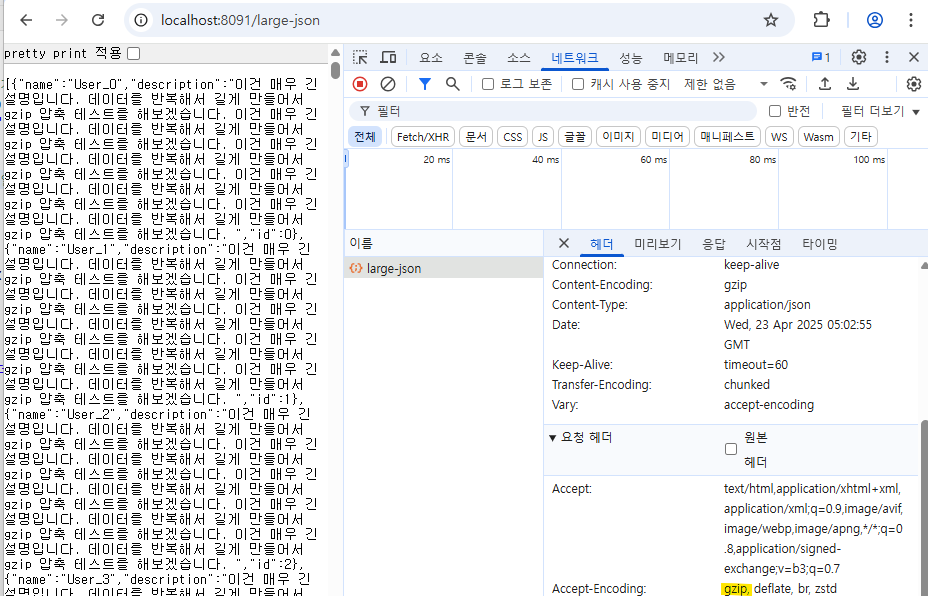 localhost:8091/large-json
pretty print 적용
[{"name":"User_0","description":"이건 매우 긴
설명입니다. 데이터를 반복해서 길게 만들어서
gzip 압축 테스트를 해보겠습니다. 이건 매우 긴
설명입니다. 데이터를 반복해서 길게 만들어서
gzip 압축 테스트를 해보겠습니다. 이건 매우 긴
설명입니다. 데이터를 반복해서 길게 만들어서
gzip 압축 테스트를 해보겠습니다. 이건 매우 긴
설명입니다. 데이터를 반복해서 길게 만들어서
gzip 압축 테스트를 해보겠습니다. 이건 매우 긴
설명입니다. 데이터를 반복해서 길게 만들어서
gzip 압축 테스트를 해보겠습니다. ","id":0},
{"name":"User_1","description":"이건 매우 긴
설명입니다. 데이터를 반복해서 길게 만들어서
gzip 압축 테스트를 해보겠습니다. 이건 매우 긴
설명입니다. 데이터를 반복해서 길게 만들어서
gzip 압축 테스트를 해보겠습니다. 이건 매우 긴
설명입니다. 데이터를 반복해서 길게 만들어서
gzip 압축 테스트를 해보겠습니다. 이건 매우 긴
설명입니다. 데이터를 반복해서 길게 만들어서
gzip 압축 테스트를 해보겠습니다. 이건 매우 긴
설명입니다. 데이터를 반복해서 길게 만들어서
gzip 압축 테스트를 해보겠습니다. ","id":1},
{"name":"User_2","description":"이건 매우 긴
설명입니다. 데이터를 반복해서 길게 만들어서
gzip 압축 테스트를 해보겠습니다. 이건 매우 긴
설명입니다. 데이터를 반복해서 길게 만들어서
gzip 압축 테스트를 해보겠습니다. 이건 매우 긴
설명입니다. 데이터를 반복해서 길게 만들어서
gzip 압축 테스트를 해보겠습니다. 이건 매우 긴
설명입니다. 데이터를 반복해서 길게 만들어서
gzip 압축 테스트를 해보겠습니다. 이건 매우 긴
설명입니다. 데이터를 반복해서 길게 만들어서
gzip 압축 테스트를 해보겠습니다. ","id":2},
{"name":"User_3","description":"이건 매우 긴
설명입니다. 데이터를 반복해서 길게 만들어서
요소 콘솔 소스 네트워크 성능 메모리 1
로그 보존 캐시 사용 중지 제한 없음
필터 반전 필터 더보기
전체 Fetch/XHR 문서 CSS JS 글꼴 이미지 미디어 매니페스트 WS Wasm 기타
20 ms 40 ms 60 ms 80 ms 100 ms
이름
large-json
헤더 미리보기 응답 시작점 타이밍
Connection: keep-alive
Content-Encoding: gzip
Content-Type: application/json
Date: Wed, 23 Apr 2025 05:02:55
GMT
Keep-Alive: timeout=60
Transfer-Encoding: chunked
Vary: accept-encoding
요청 헤더 원본
헤더
Accept: text/html,application/xhtml+xml,
application/xml;q=0.9,image/avif,
image/webp,image/apng,*/*;q=0
.8,application/signed-
exchange;v=b3;q=0.7
Accept-Encoding: gzip, deflate, br, zstd